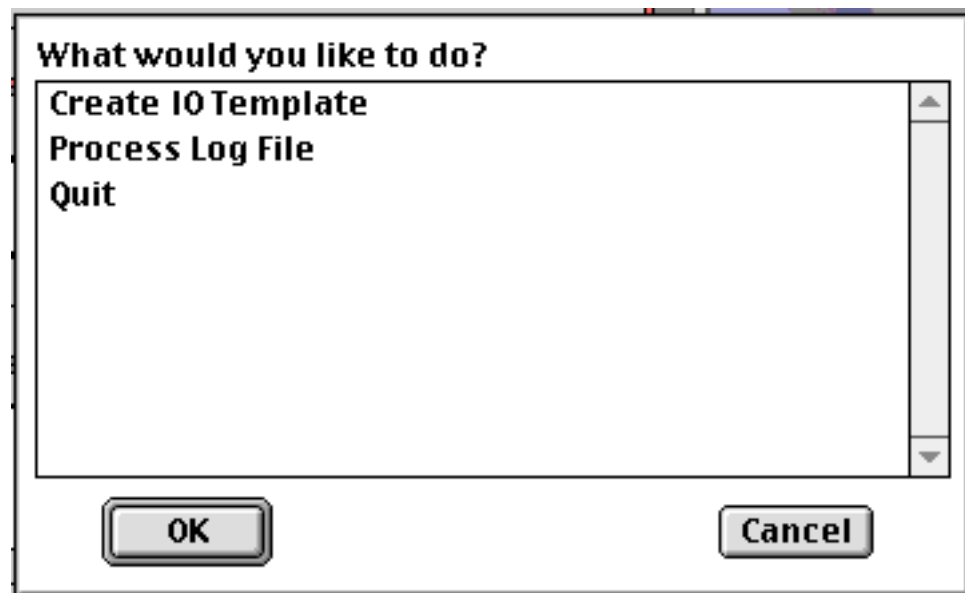 What would you like to do?
Create IO Template
Process Log File
Quit
OK
Cancel